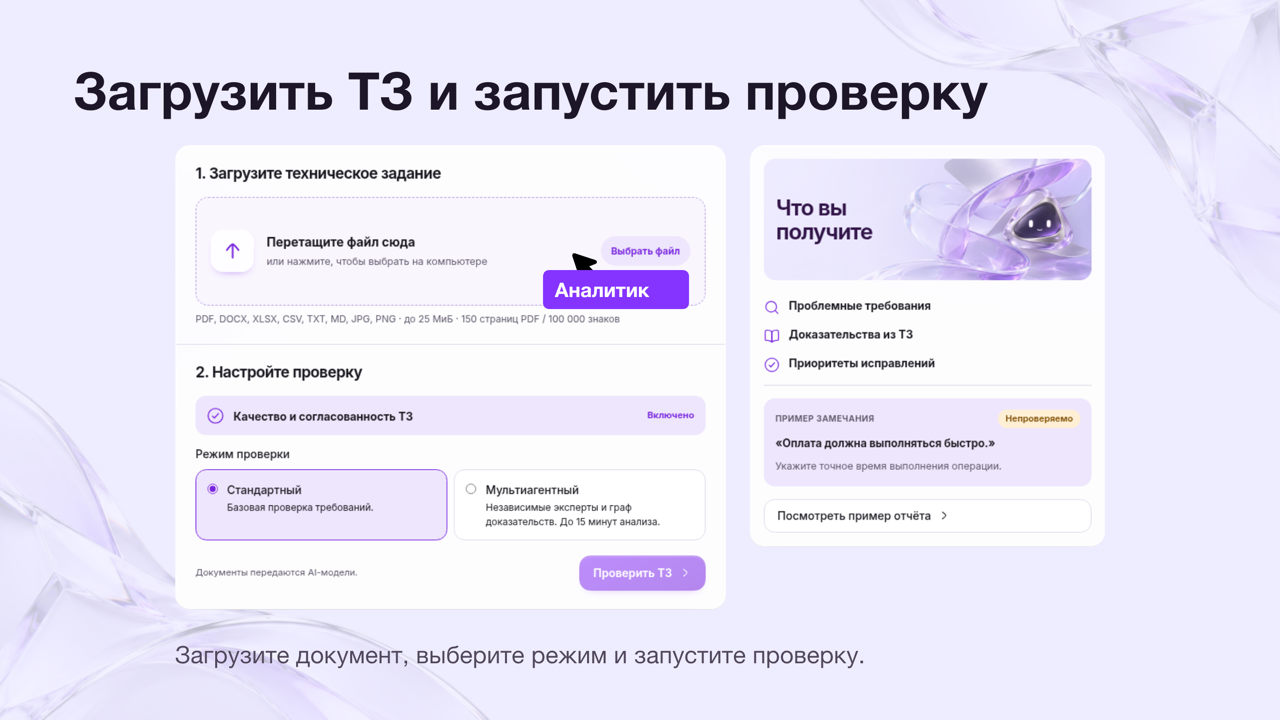 Загрузить ТЗ и запустить проверку
1. Загрузите техническое задание
Перетащите файл сюда
или нажмите, чтобы выбрать на компьютере
Выбрать файл
Аналитик
PDF, DOCX, XLSX, CSV, TXT, MD, JPG, PNG · до 25 МиБ · 150 страниц PDF / 100 000 знаков
2. Настройте проверку
Качество и согласованность ТЗ
Включено
Режим проверки
Стандартный
Базовая проверка требований.
Мультиагентный
Независимые эксперты и граф
доказательств. До 15 минут анализа.
Документы передаются AI-модели.
Проверить ТЗ
Что вы
получите
Проблемные требования
Доказательства из ТЗ
Приоритеты исправлений
ПРИМЕР ЗАМЕЧАНИЯ
Непроверяемо
«Оплата должна выполняться быстро.»
Укажите точное время выполнения операции.
Посмотреть пример отчёта
Загрузите документ, выберите режим и запустите проверку.